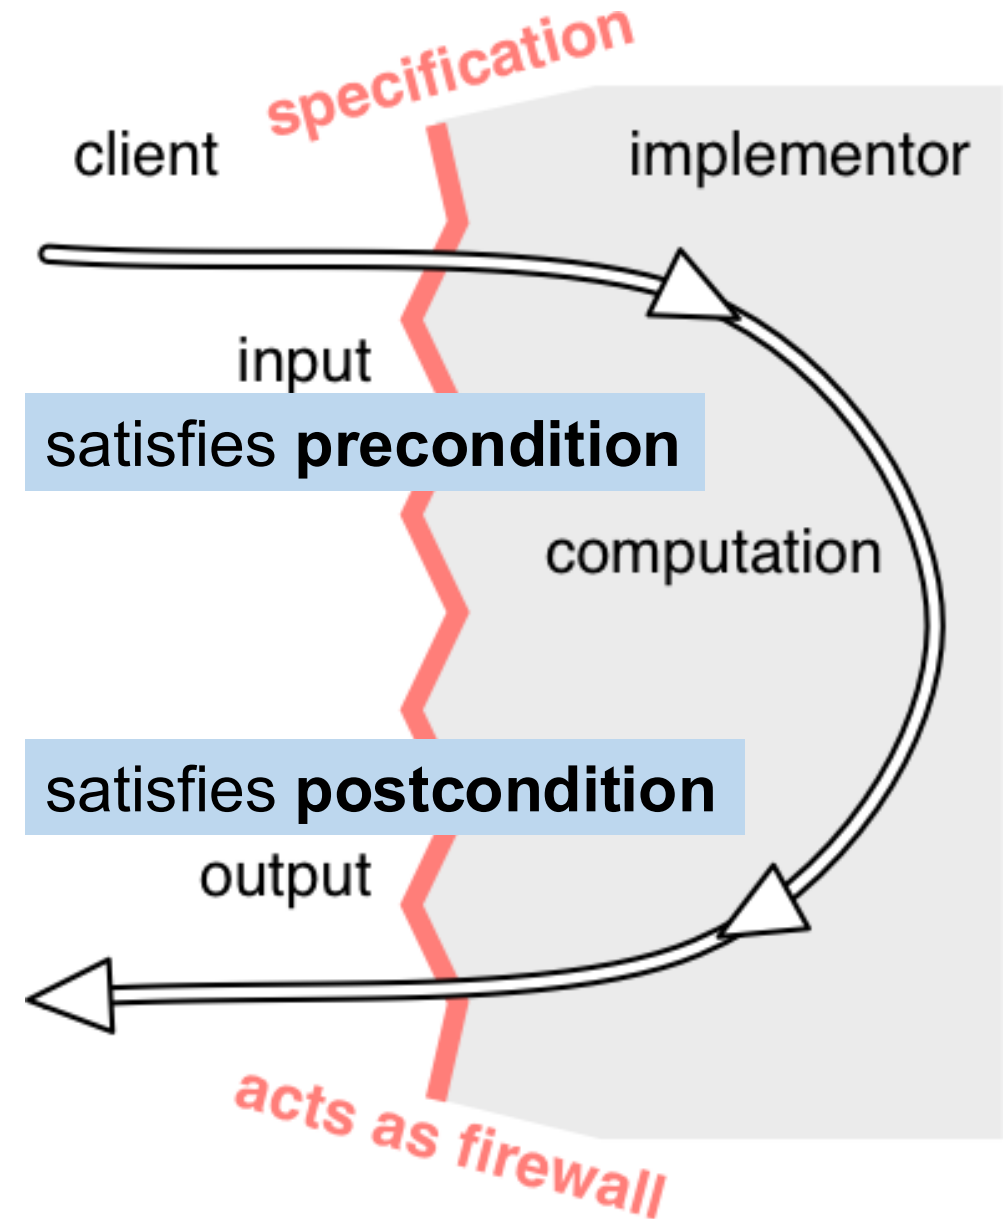 specification
client
implementor
input
satisfies precondition
computation
satisfies postcondition
output
acts as firewall